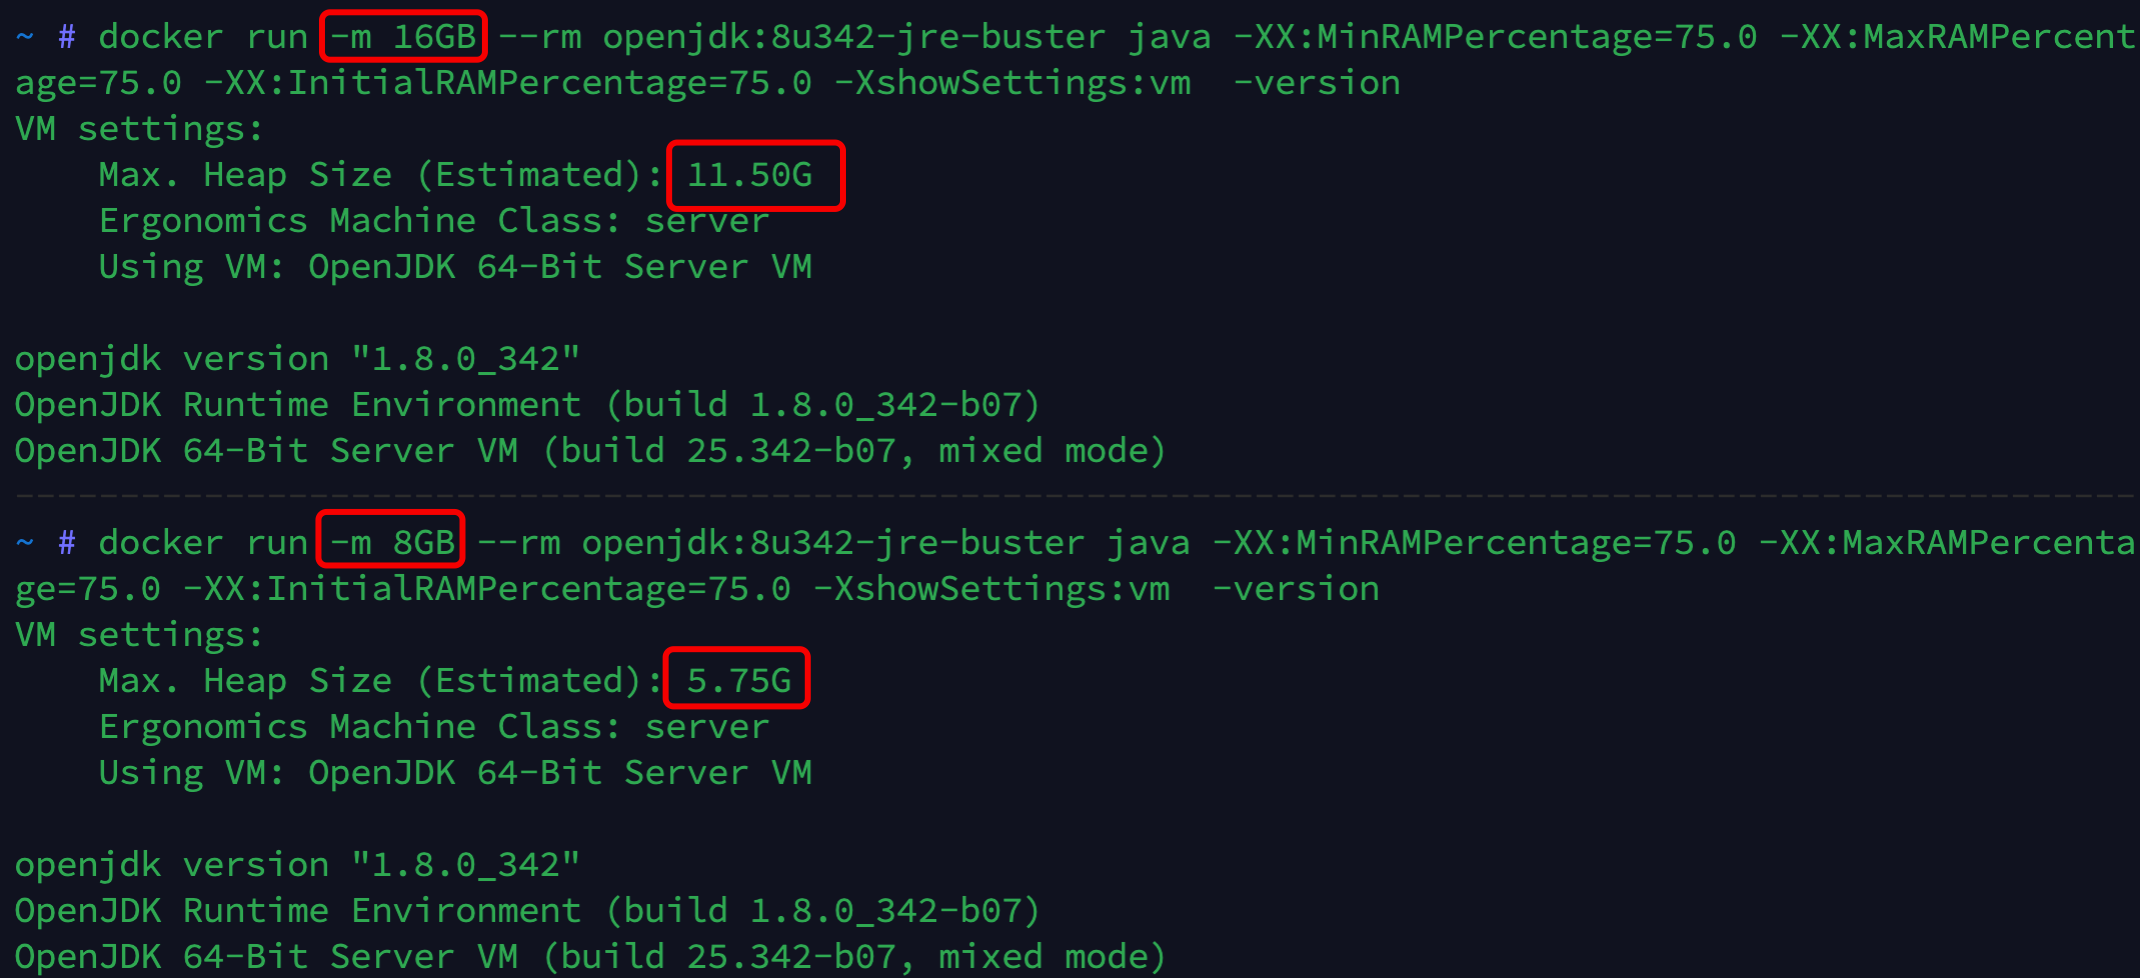 ~ # docker run -m 16GB --rm openjdk:8u342-jre-buster java -XX:MinRAMPercentage=75.0 -XX:MaxRAMPercent
age=75.0 -XX:InitialRAMPercentage=75.0 -XshowSettings:vm  -version
VM settings:
    Max. Heap Size (Estimated): 11.50G
    Ergonomics Machine Class: server
    Using VM: OpenJDK 64-Bit Server VM

openjdk version "1.8.0_342"
OpenJDK Runtime Environment (build 1.8.0_342-b07)
OpenJDK 64-Bit Server VM (build 25.342-b07, mixed mode)
~ # docker run -m 8GB --rm openjdk:8u342-jre-buster java -XX:MinRAMPercentage=75.0 -XX:MaxRAMPercenta
ge=75.0 -XX:InitialRAMPercentage=75.0 -XshowSettings:vm  -version
VM settings:
    Max. Heap Size (Estimated): 5.75G
    Ergonomics Machine Class: server
    Using VM: OpenJDK 64-Bit Server VM

openjdk version "1.8.0_342"
OpenJDK Runtime Environment (build 1.8.0_342-b07)
OpenJDK 64-Bit Server VM (build 25.342-b07, mixed mode)